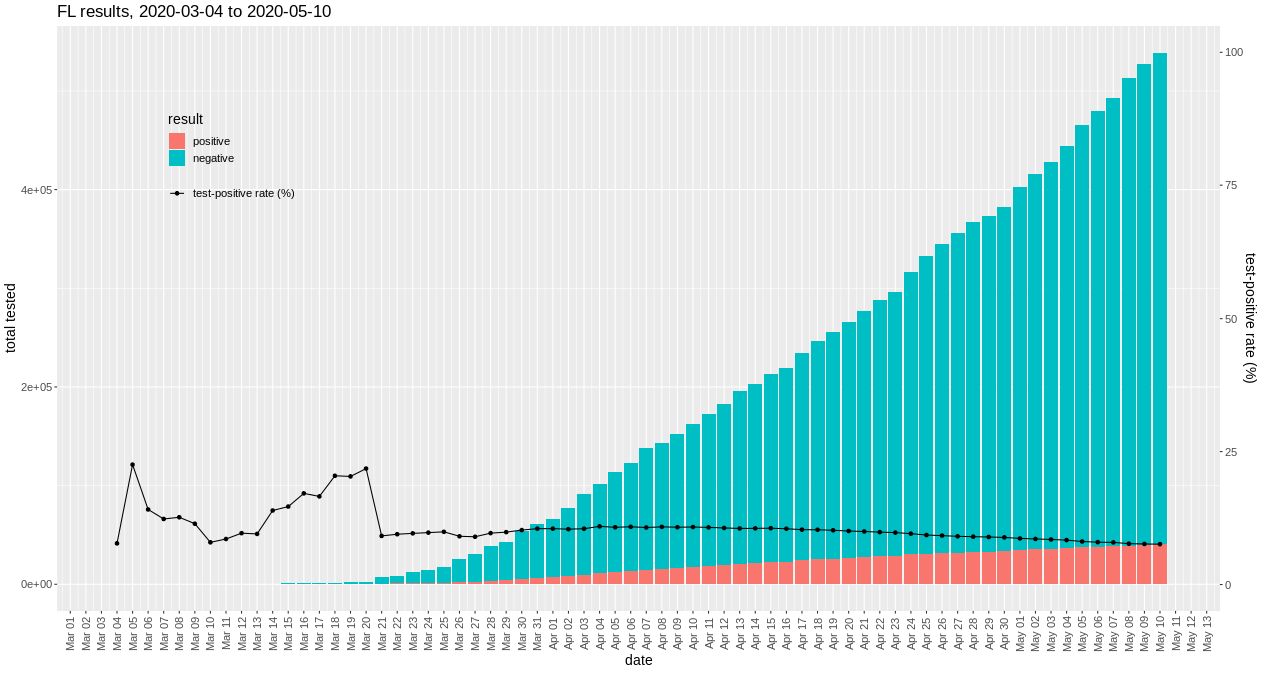 FL results, 2020-03-04 to 2020-05-10
result
positive
negative
test-positive rate (%)
total tested
4e+05
2e+05
0e+00
100
75
50
25
0
test-positive rate (%)
Mar 01
Mar 02
Mar 03
Mar 04
Mar 05
Mar 06
Mar 07
Mar 08
Mar 09
Mar 10
Mar 11
Mar 12
Mar 13
Mar 14
Mar 15
Mar 16
Mar 17
Mar 18
Mar 19
Mar 20
Mar 21
Mar 22
Mar 23
Mar 24
Mar 25
Mar 26
Mar 27
Mar 28
Mar 29
Mar 30
Mar 31
Apr 01
Apr 02
Apr 03
Apr 04
Apr 05
Apr 06
Apr 07
Apr 08
Apr 09
Apr 10
Apr 11
Apr 12
Apr 13
Apr 14
Apr 15
Apr 16
Apr 17
Apr 18
Apr 19
Apr 20
Apr 21
Apr 22
Apr 23
Apr 24
Apr 25
Apr 26
Apr 27
Apr 28
Apr 29
Apr 30
May 01
May 02
May 03
May 04
May 05
May 06
May 07
May 08
May 09
May 10
May 11
May 12
May 13
date